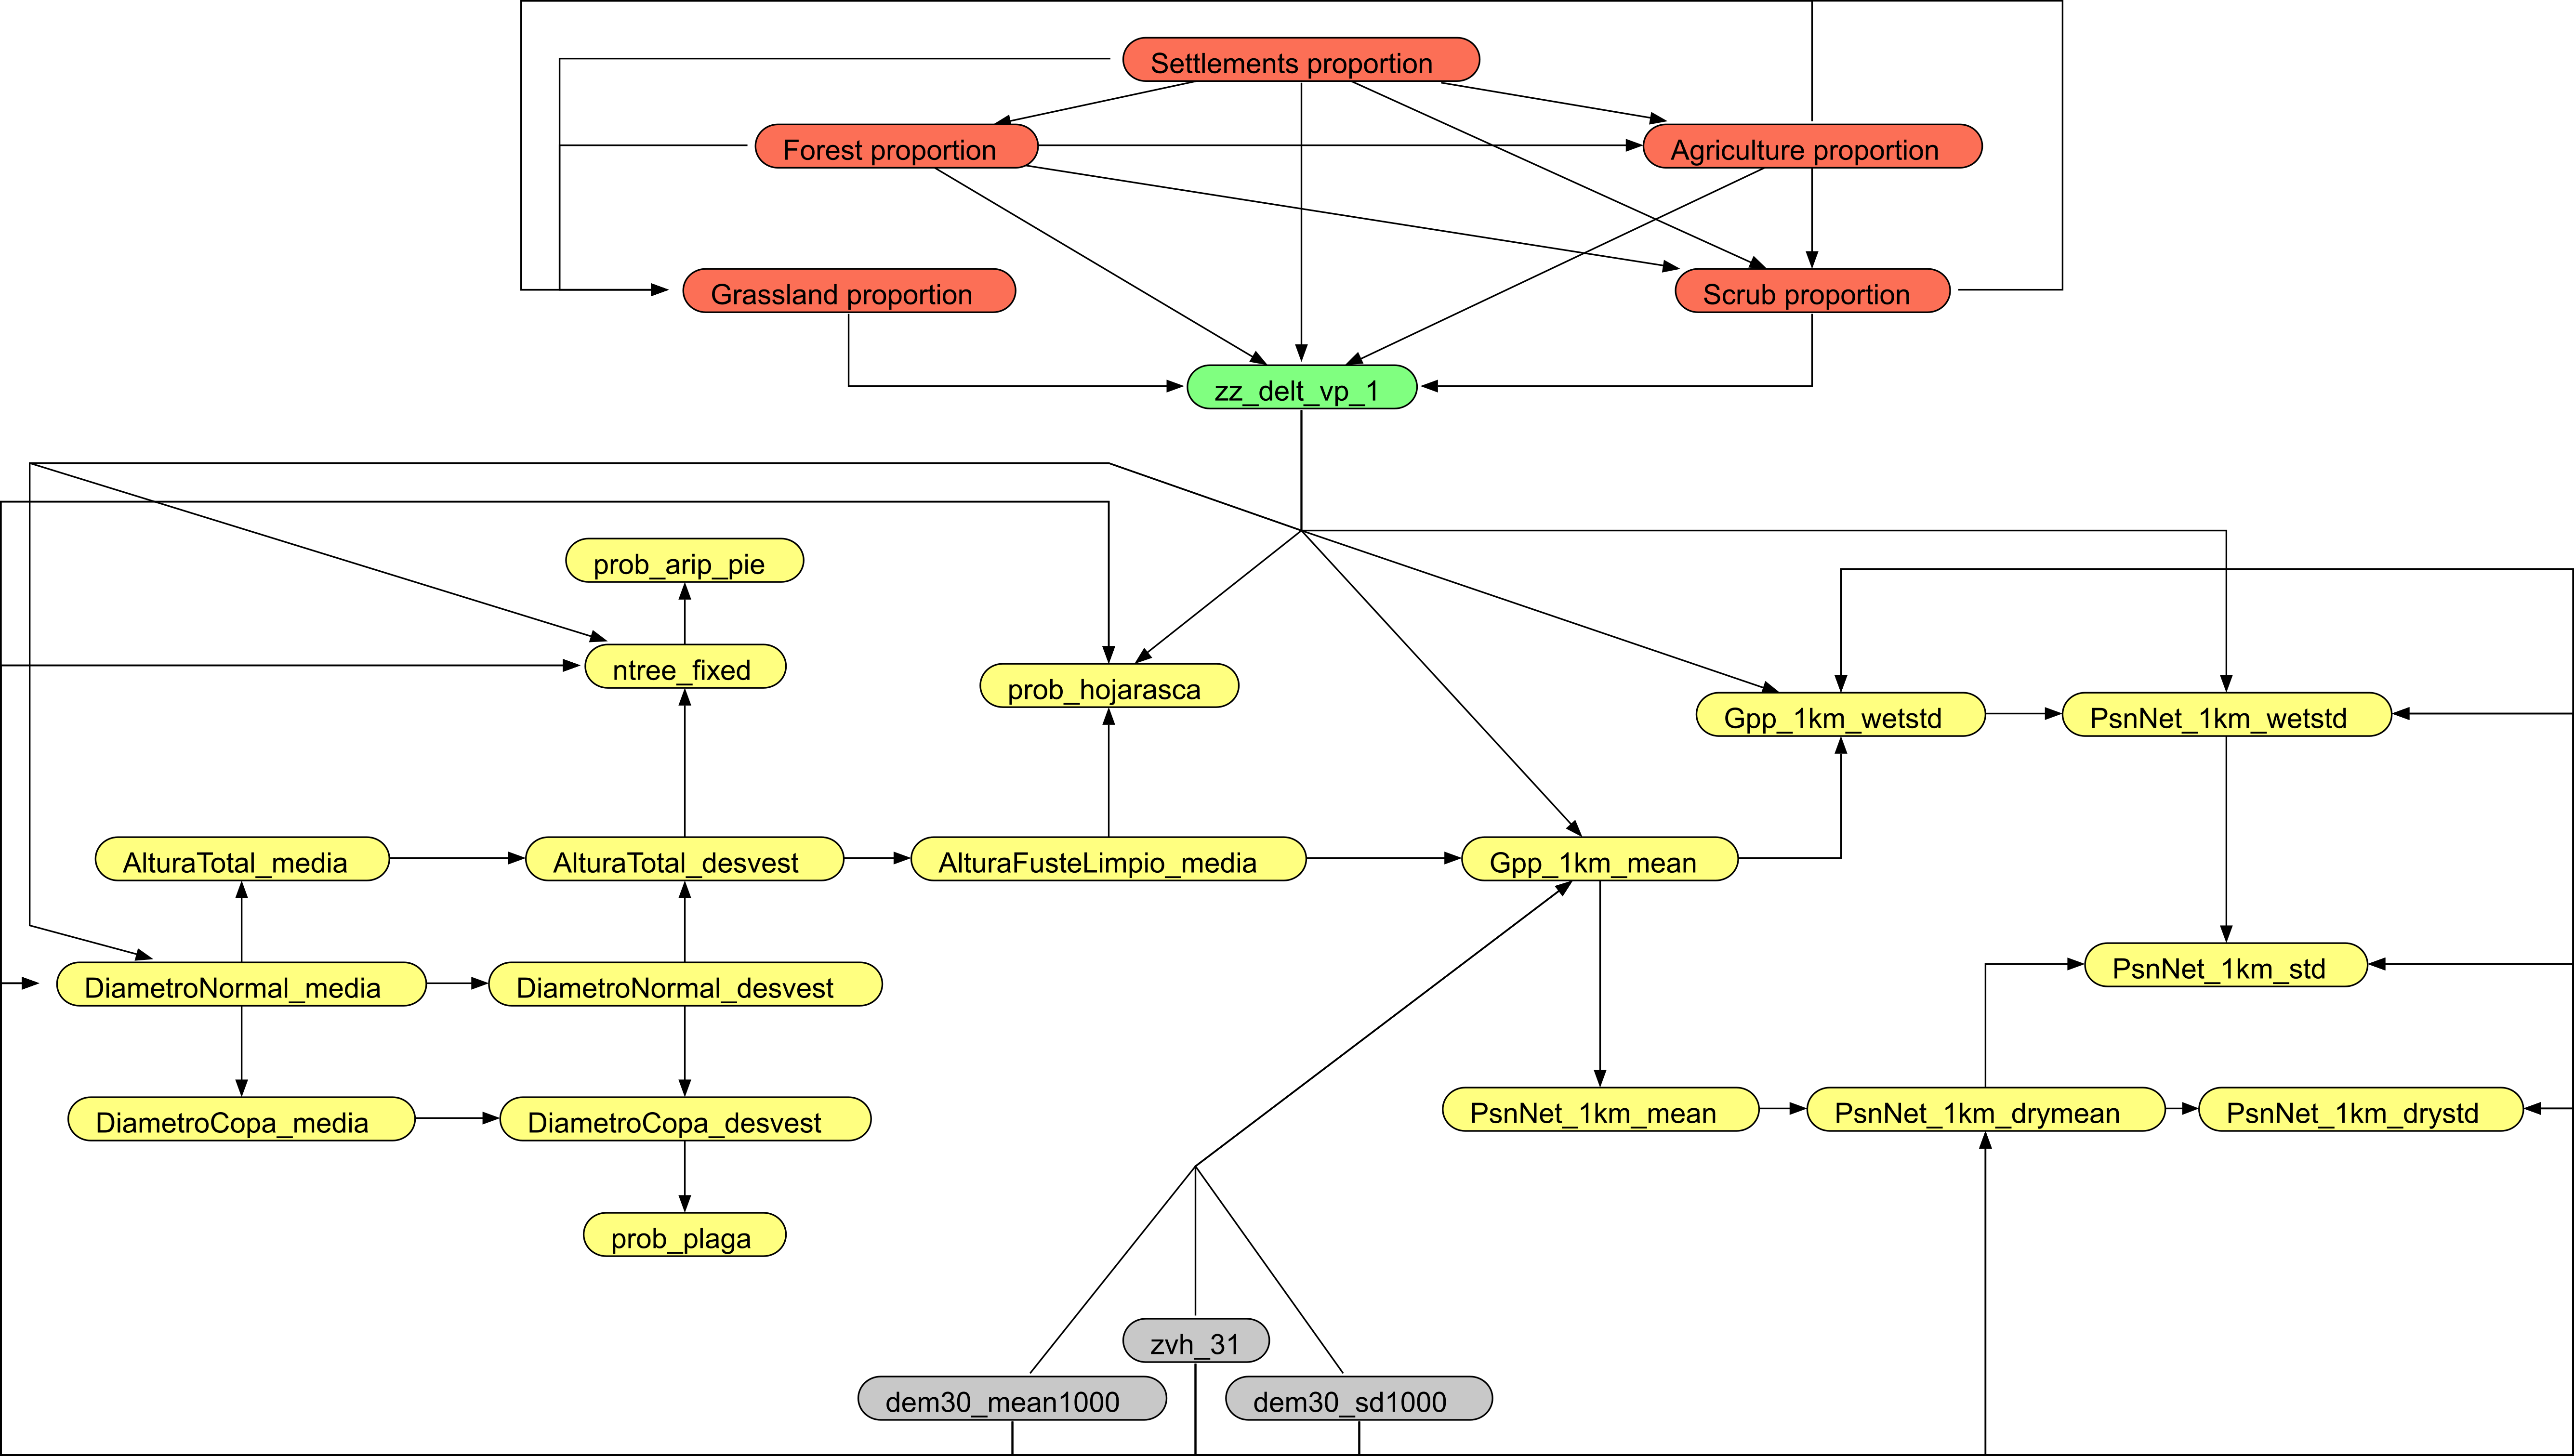 Settlements proportion
Forest proportion
Agriculture proportion
Grassland proportion
Scrub proportion
zz_delt_vp_1
prob_arip_pie
ntree_fixed
prob_hojarasca
Gpp_1km_wetstd
PsnNet_1km_wetstd
AlturaTotal_media
AlturaTotal_desvest
AlturaFusteLimpio_media
Gpp_1km_mean
DiametroNormal_media
DiametroNormal_desvest
PsnNet_1km_std
DiametroCopa_media
DiametroCopa_desvest
PsnNet_1km_mean
PsnNet_1km_drymean
PsnNet_1km_drystd
prob_plaga
zvh_31
dem30_mean1000
dem30_sd1000